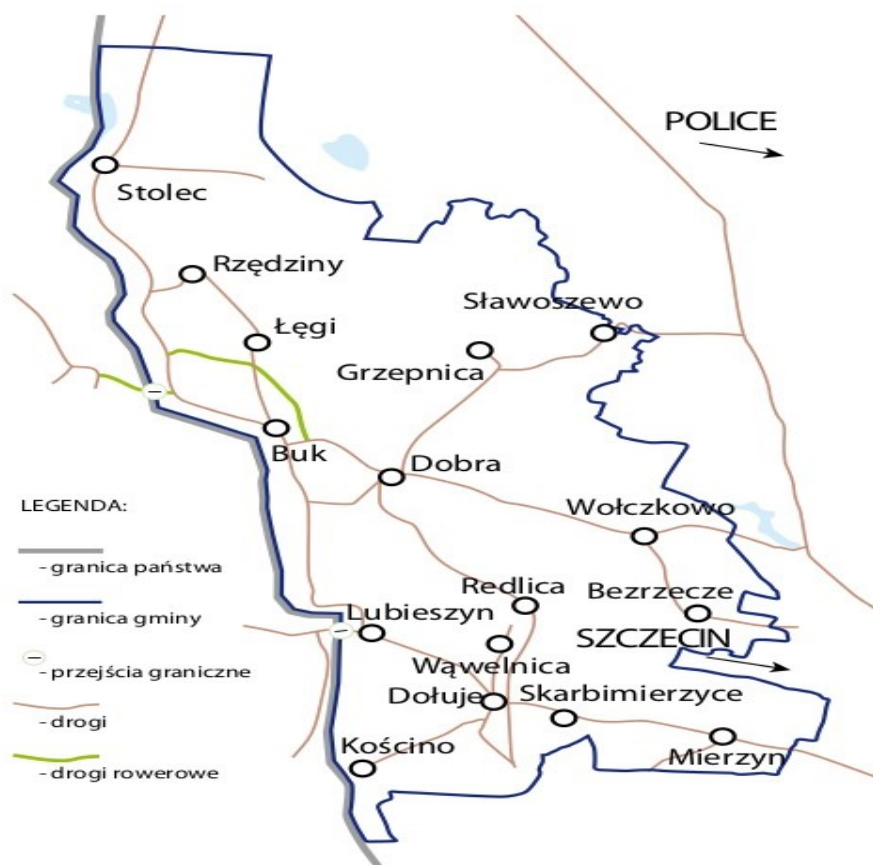 POLICE
Stolec
Rzędziny
Sławoszewo
Łęgi
Grzepnica
Buk
Dobra
LEGENDA:
- granica państwa
- granica gminy
- przejścia graniczne
- drogi
- drogi rowerowe
Wołczkowo
Redlica
Bezrzecze
Lubieszyn
SZCZECIN
Wąwelnica
Dołuje
Skarbimierzyce
Kościno
Mierzyn